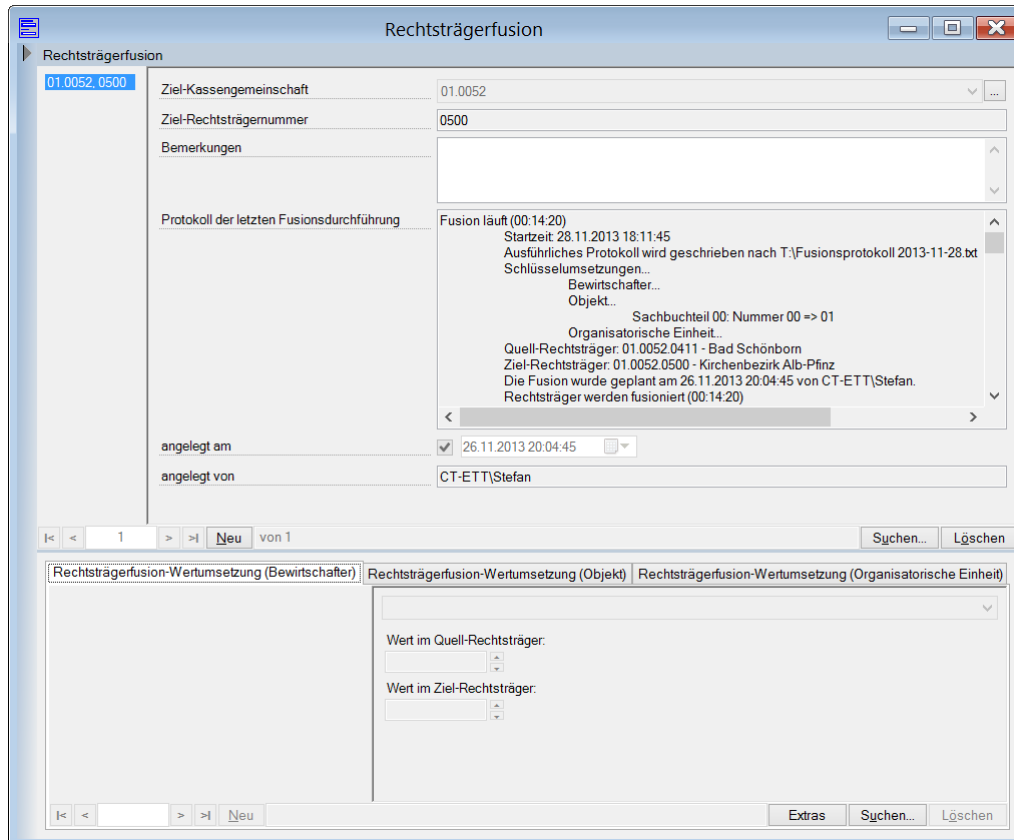 Rechtsträgerfusion
Rechtsträgerfusion
01.0052, 0500
Ziel-Kassengemeinschaft
01.0052
...
Ziel-Rechtsträgernummer
0500
Bemerkungen
Protokoll der letzten Fusionsdurchführung
Fusion läuft (00:14:20)
Startzeit: 28.11.2013 18:11:45
Ausführliches Protokoll wird geschrieben nach T:\Fusionsprotokoll 2013-11-28.txt
Schlüsselumsetzungen...
Bewirtschafter...
Objekt...
Sachbuchteil 00: Nummer 00 => 01
Organisatorische Einheit...
Quell-Rechtsträger: 01.0052.0411 - Bad Schönborn
Ziel-Rechtsträger: 01.0052.0500 - Kirchenbezirk Alb-Pfinz
Die Fusion wurde geplant am 26.11.2013 20:04:45 von CT-ETT\Stefan.
Rechtsträger werden fusioniert (00:14:20)
angelegt am
26.11.2013 20:04:45
angelegt von
CT-ETT\Stefan
|< < 1 > >| Neu von 1 Suchen... Löschen
Rechtsträgerfusion-Wertumsetzung (Bewirtschafter) Rechtsträgerfusion-Wertumsetzung (Objekt) Rechtsträgerfusion-Wertumsetzung (Organisatorische Einheit)
Wert im Quell-Rechtsträger:
Wert im Ziel-Rechtsträger:
|< < > >| Neu Extras Suchen... Löschen